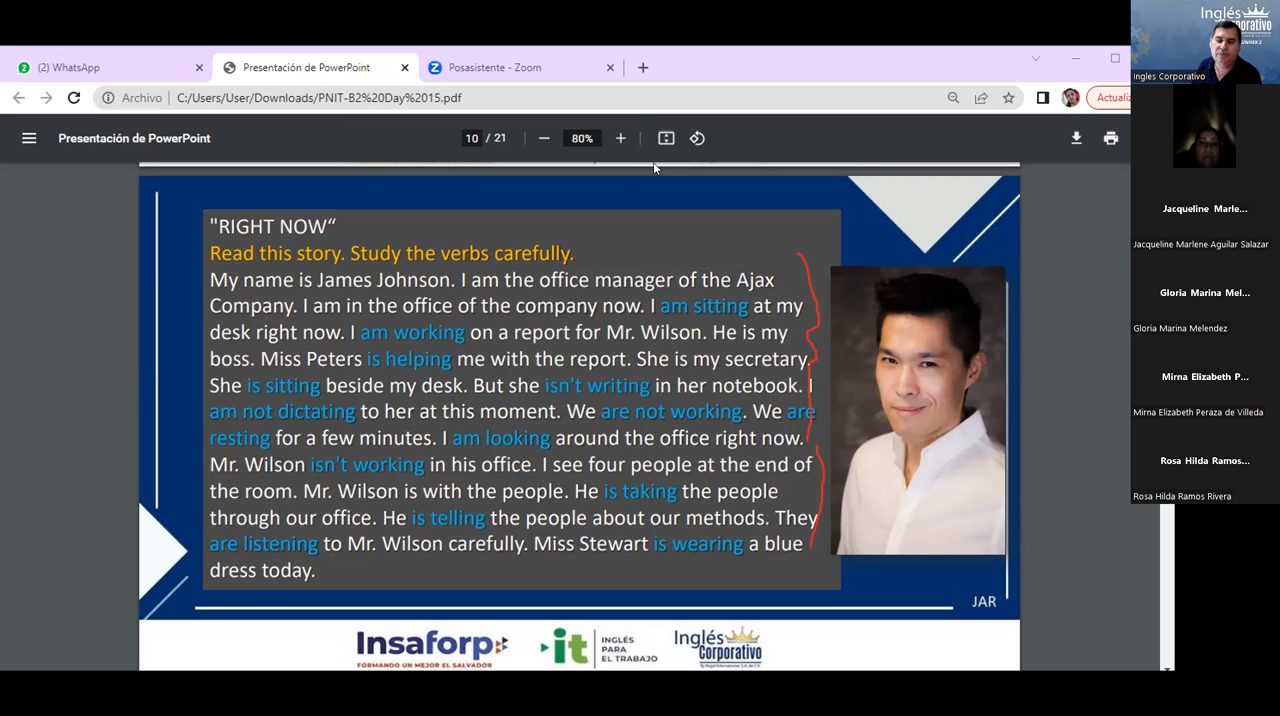 Inglés
Corporativo
Ingles Corporativo
(2) WhatsApp
Presentación de PowerPoint
Posasistente - Zoom
Archivo
C:/Users/User/Downloads/PNIT-B2%20Day%2015.pdf
Actualiz
Presentación de PowerPoint
10 / 21
80%
"RIGHT NOW“
Read this story. Study the verbs carefully.
My name is James Johnson. I am the office manager of the Ajax
Company. I am in the office of the company now. I am sitting at my
desk right now. I am working on a report for Mr. Wilson. He is my
boss. Miss Peters is helping me with the report. She is my secretary.
She is sitting beside my desk. But she isn't writing in her notebook. I
am not dictating to her at this moment. We are not working. We are
resting for a few minutes. I am looking around the office right now.
Mr. Wilson isn't working in his office. I see four people at the end of
the room. Mr. Wilson is with the people. He is taking the people
through our office. He is telling the people about our methods. They
are listening to Mr. Wilson carefully. Miss Stewart is wearing a blue
dress today.
JAR
Insaforp
FORMANDO UN MEJOR EL SALVADOR
it
INGLÉS
PARA
EL TRABAJO
Inglés
Corporativo
Jacqueline Marle...
Jacqueline Marlene Aguilar Salazar
Gloria Marina Mel...
Gloria Marina Melendez
Mirna Elizabeth P...
Mirna Elizabeth Peraza de Villeda
Rosa Hilda Ramos...
Rosa Hilda Ramos Rivera